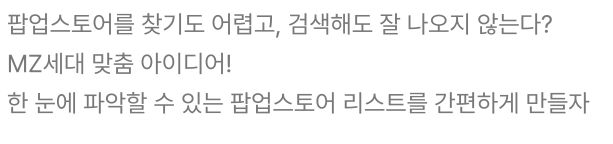 팝업스토어를 찾기도 어렵고, 검색해도 잘 나오지 않는다?
MZ세대 맞춤 아이디어!
한 눈에 파악할 수 있는 팝업스토어 리스트를 간편하게 만들자